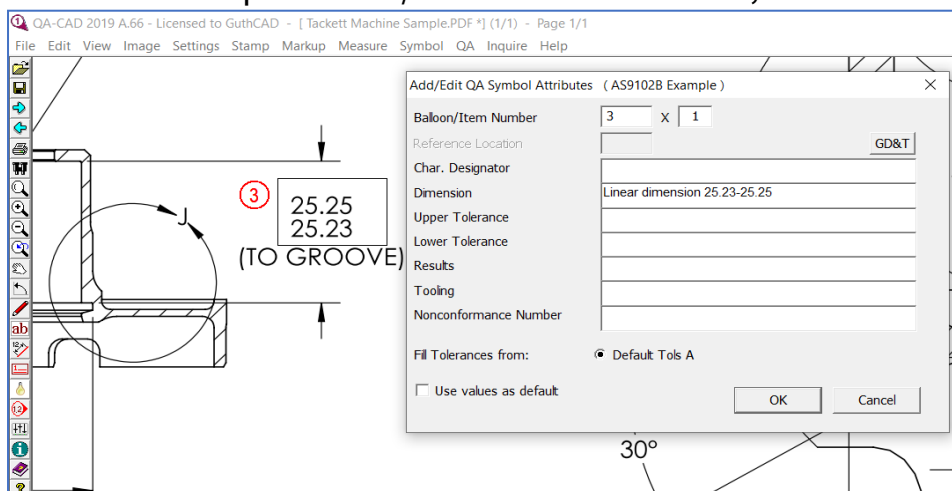 QA-CAD 2019 A.66 - Licensed to GuthCAD - [ Tackett Machine Sample.PDF *] (1/1) - Page 1/1
File Edit View Image Settings Stamp Markup Measure Symbol QA Inquire Help
Add/Edit QA Symbol Attributes ( AS9102B Example )
Balloon/Item Number 3 X 1
Reference Location GD&T
Char. Designator
Dimension Linear dimension 25.23-25.25
Upper Tolerance
Lower Tolerance
Results
Tooling
Nonconformance Number
Fill Tolerances from: Default Tols A
Use values as default
OK Cancel
3
25.25
25.23
(TO GROOVE)
J
30°
ab